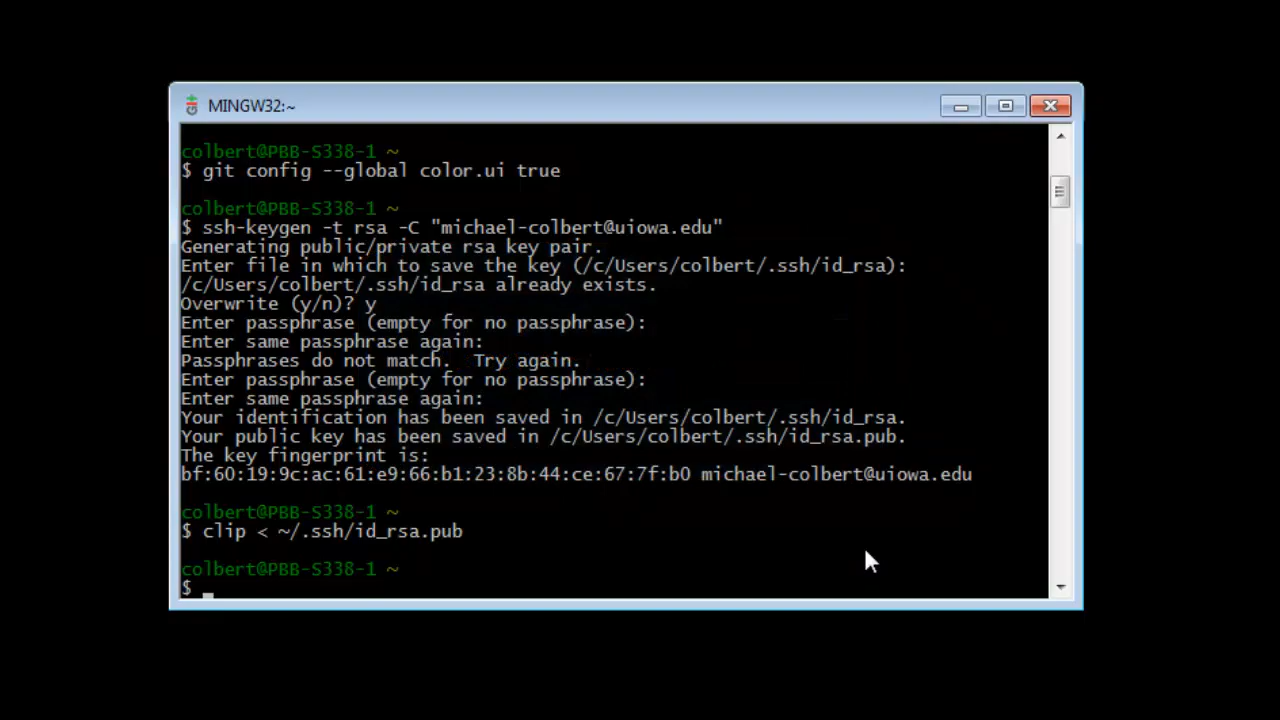 MINGW32:~
colbert@PBB-S338-1 ~
$ git config --global color.ui true
colbert@PBB-S338-1 ~
$ ssh-keygen -t rsa -C "michael-colbert@uiowa.edu"
Generating public/private rsa key pair.
Enter file in which to save the key (/c/Users/colbert/.ssh/id_rsa):
/c/Users/colbert/.ssh/id_rsa already exists.
Overwrite (y/n)? y
Enter passphrase (empty for no passphrase):
Enter same passphrase again:
Passphrases do not match.  Try again.
Enter passphrase (empty for no passphrase):
Enter same passphrase again:
Your identification has been saved in /c/Users/colbert/.ssh/id_rsa.
Your public key has been saved in /c/Users/colbert/.ssh/id_rsa.pub.
The key fingerprint is:
bf:60:19:9c:ac:61:e9:66:b1:23:8b:44:ce:67:7f:b0 michael-colbert@uiowa.edu
colbert@PBB-S338-1 ~
$ clip < ~/.ssh/id_rsa.pub
colbert@PBB-S338-1 ~
$